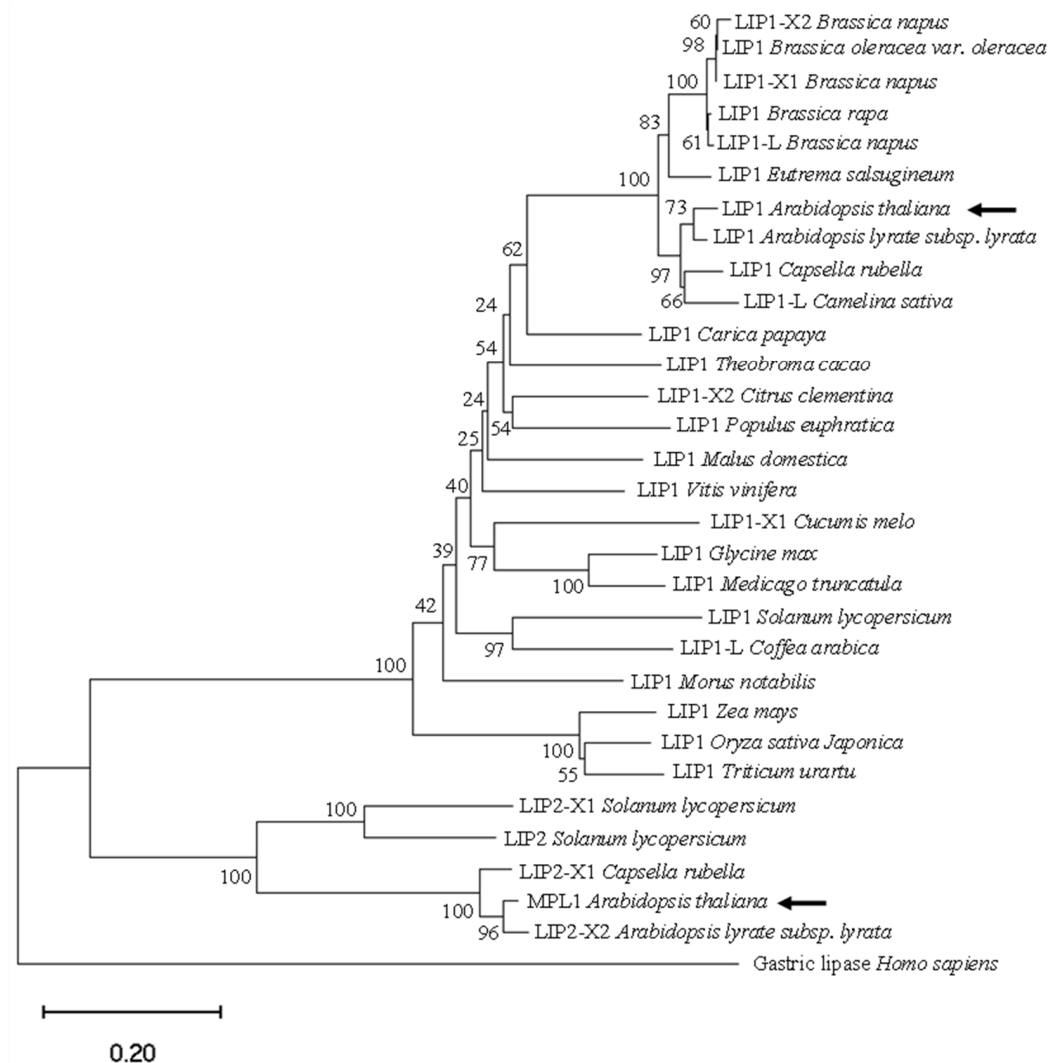 60
LIP1-X2 Brassica napus
98
LIP1 Brassica oleracea var. oleracea
100
LIP1-X1 Brassica napus
83
LIP1 Brassica rapa
61
LIP1-L Brassica napus
100
LIP1 Eutrema salsugineum
73
LIP1 Arabidopsis thaliana
LIP1 Arabidopsis lyrate subsp. lyrata
62
97
LIP1 Capsella rubella
66
LIP1-L Camelina sativa
24
LIP1 Carica papaya
54
LIP1 Theobroma cacao
24
LIP1-X2 Citrus clementina
54
LIP1 Populus euphratica
25
LIP1 Malus domestica
40
LIP1 Vitis vinifera
LIP1-X1 Cucumis melo
39
77
LIP1 Glycine max
100
LIP1 Medicago truncatula
42
LIP1 Solanum lycopersicum
97
LIP1-L Coffea arabica
100
LIP1 Morus notabilis
LIP1 Zea mays
100
LIP1 Oryza sativa Japonica
55
LIP1 Triticum urartu
100
LIP2-X1 Solanum lycopersicum
LIP2 Solanum lycopersicum
100
LIP2-X1 Capsella rubella
100
MPL1 Arabidopsis thaliana
96
LIP2-X2 Arabidopsis lyrate subsp. lyrata
Gastric lipase Homo sapiens
0.20